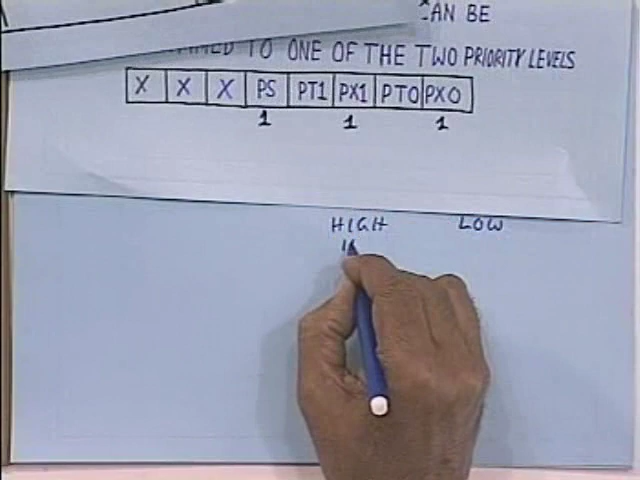 CAN BE
TO ONE OF THE TWO PRIORITY LEVELS
X X X PS PT1 PX1 PT0 PX0
1 1 1
HIGH LOW